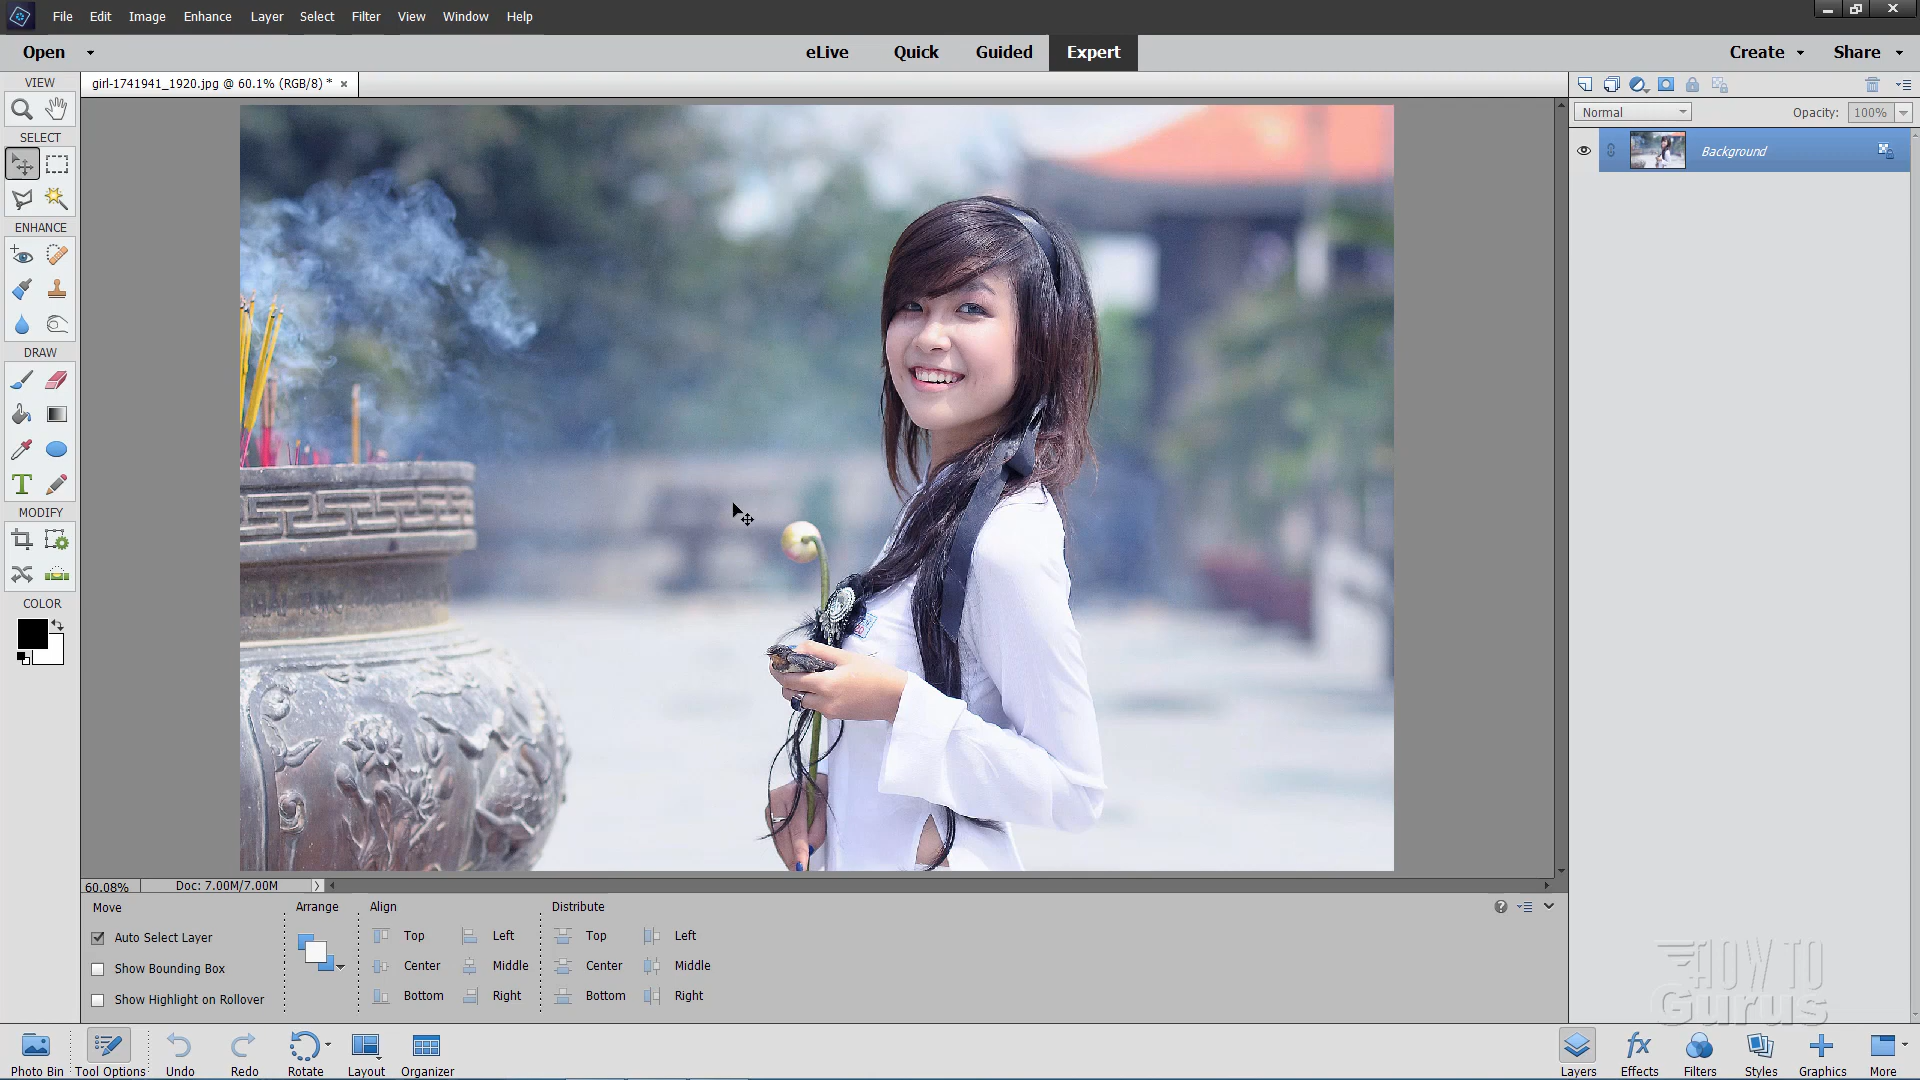 File Edit Image Enhance Layer Select Filter View Window Help
Open eLive Quick Guided Expert Create Share
VIEW
girl-1741941_1920.jpg @ 60.1% (RGB/8) * ×
Normal Opacity: 100%
SELECT
Background
ENHANCE
DRAW
T
MODIFY
COLOR
60.08% Doc: 7.00M/7.00M
Move Arrange Align Distribute
Auto Select Layer Top Left Top Left
Show Bounding Box Center Middle Center Middle
Show Highlight on Rollover Bottom Right Bottom Right
HOW TO
Gurus
fx
Photo Bin Tool Options Undo Redo Rotate Layout Organizer Layers Effects Filters Styles Graphics More